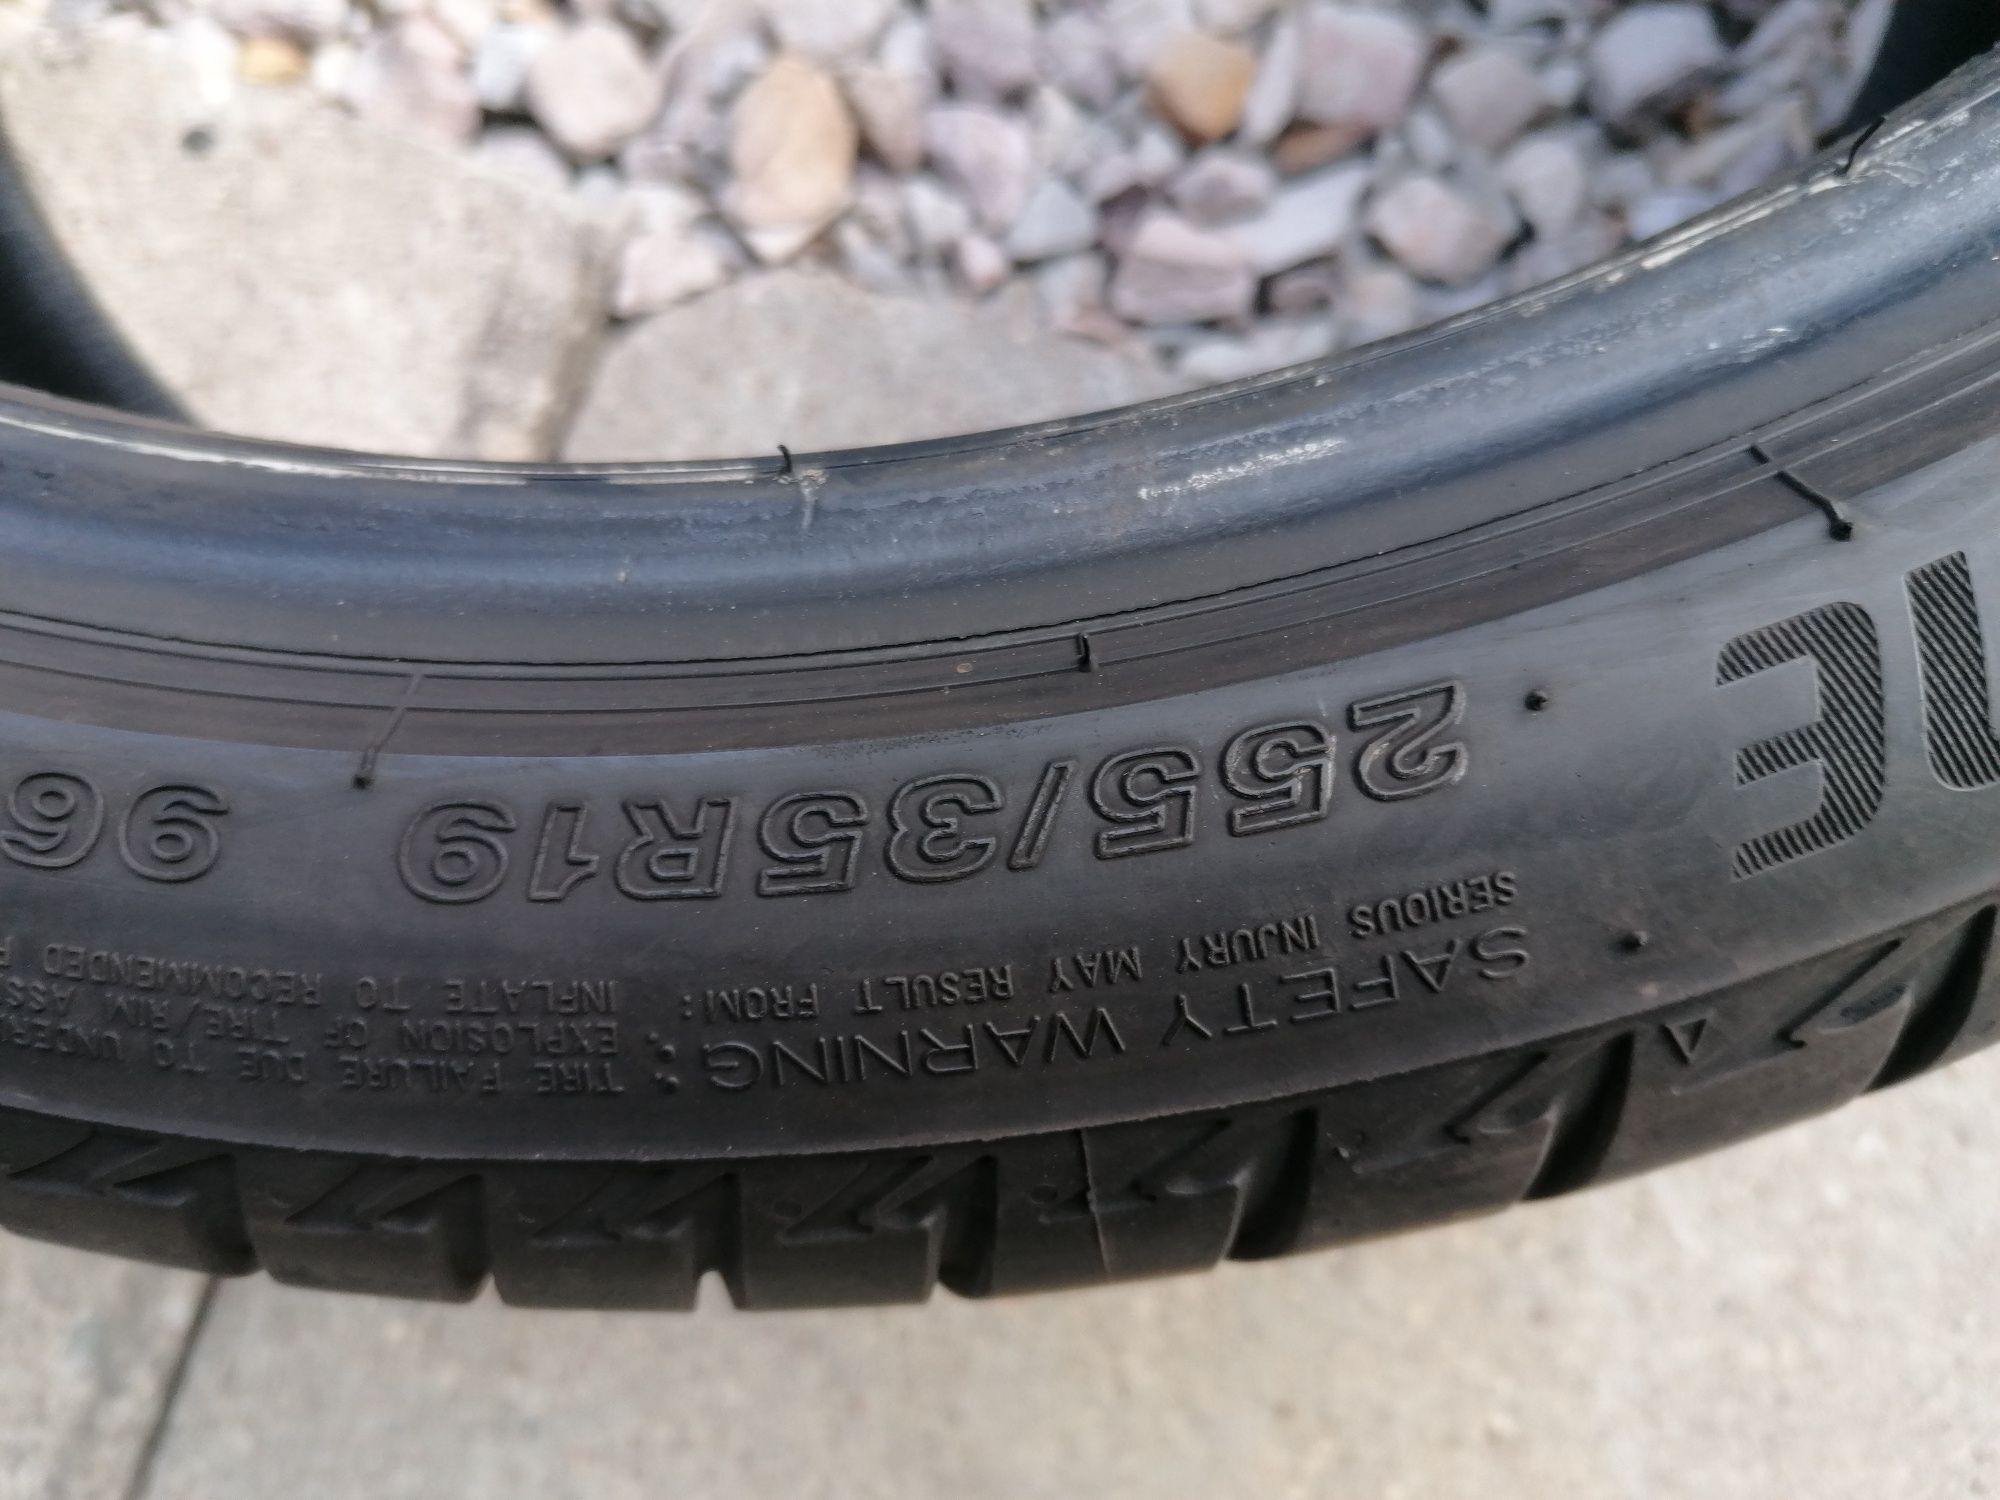 SAFETY WARNING:
SERIOUS INJURY MAY RESULT FROM:
TIRE FAILURE DUE TO
EXPLOSION OF TIRE/RIM
INFLATE TO RECOMMENDED
255/35R19 96